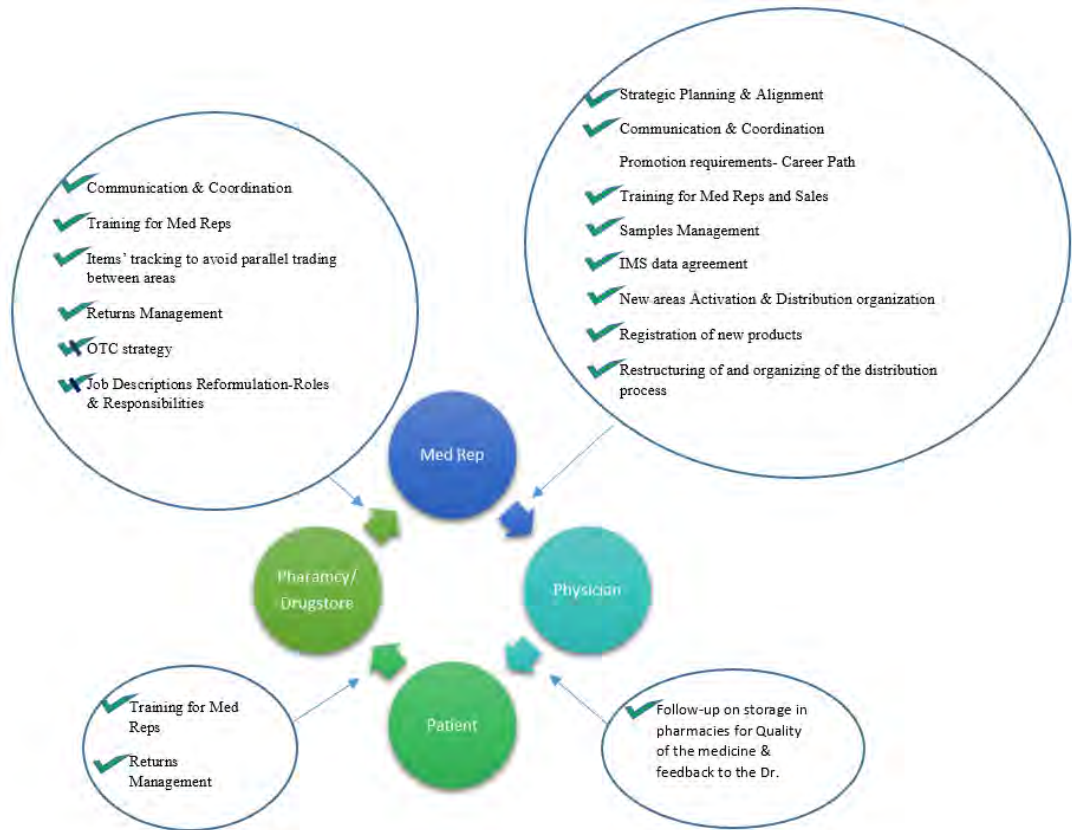 Strategic Planning & Alignment
Communication & Coordination
Promotion requirements- Career Path
Training for Med Reps and Sales
Samples Management
IMS data agreement
New areas Activation & Distribution organization
Registration of new products
Restructuring of and organizing of the distribution
process
Communication & Coordination
Training for Med Reps
Items' tracking to avoid parallel trading
between areas
Returns Management
OTC strategy
Job Descriptions Reformulation-Roles
& Responsibilities
Med Rep
Pharamcy/
Drugstore
Physician
Patient
Training for Med
Reps
Returns
Management
Follow-up on storage in
pharmacies for Quality
of the medicine &
feedback to the Dr.